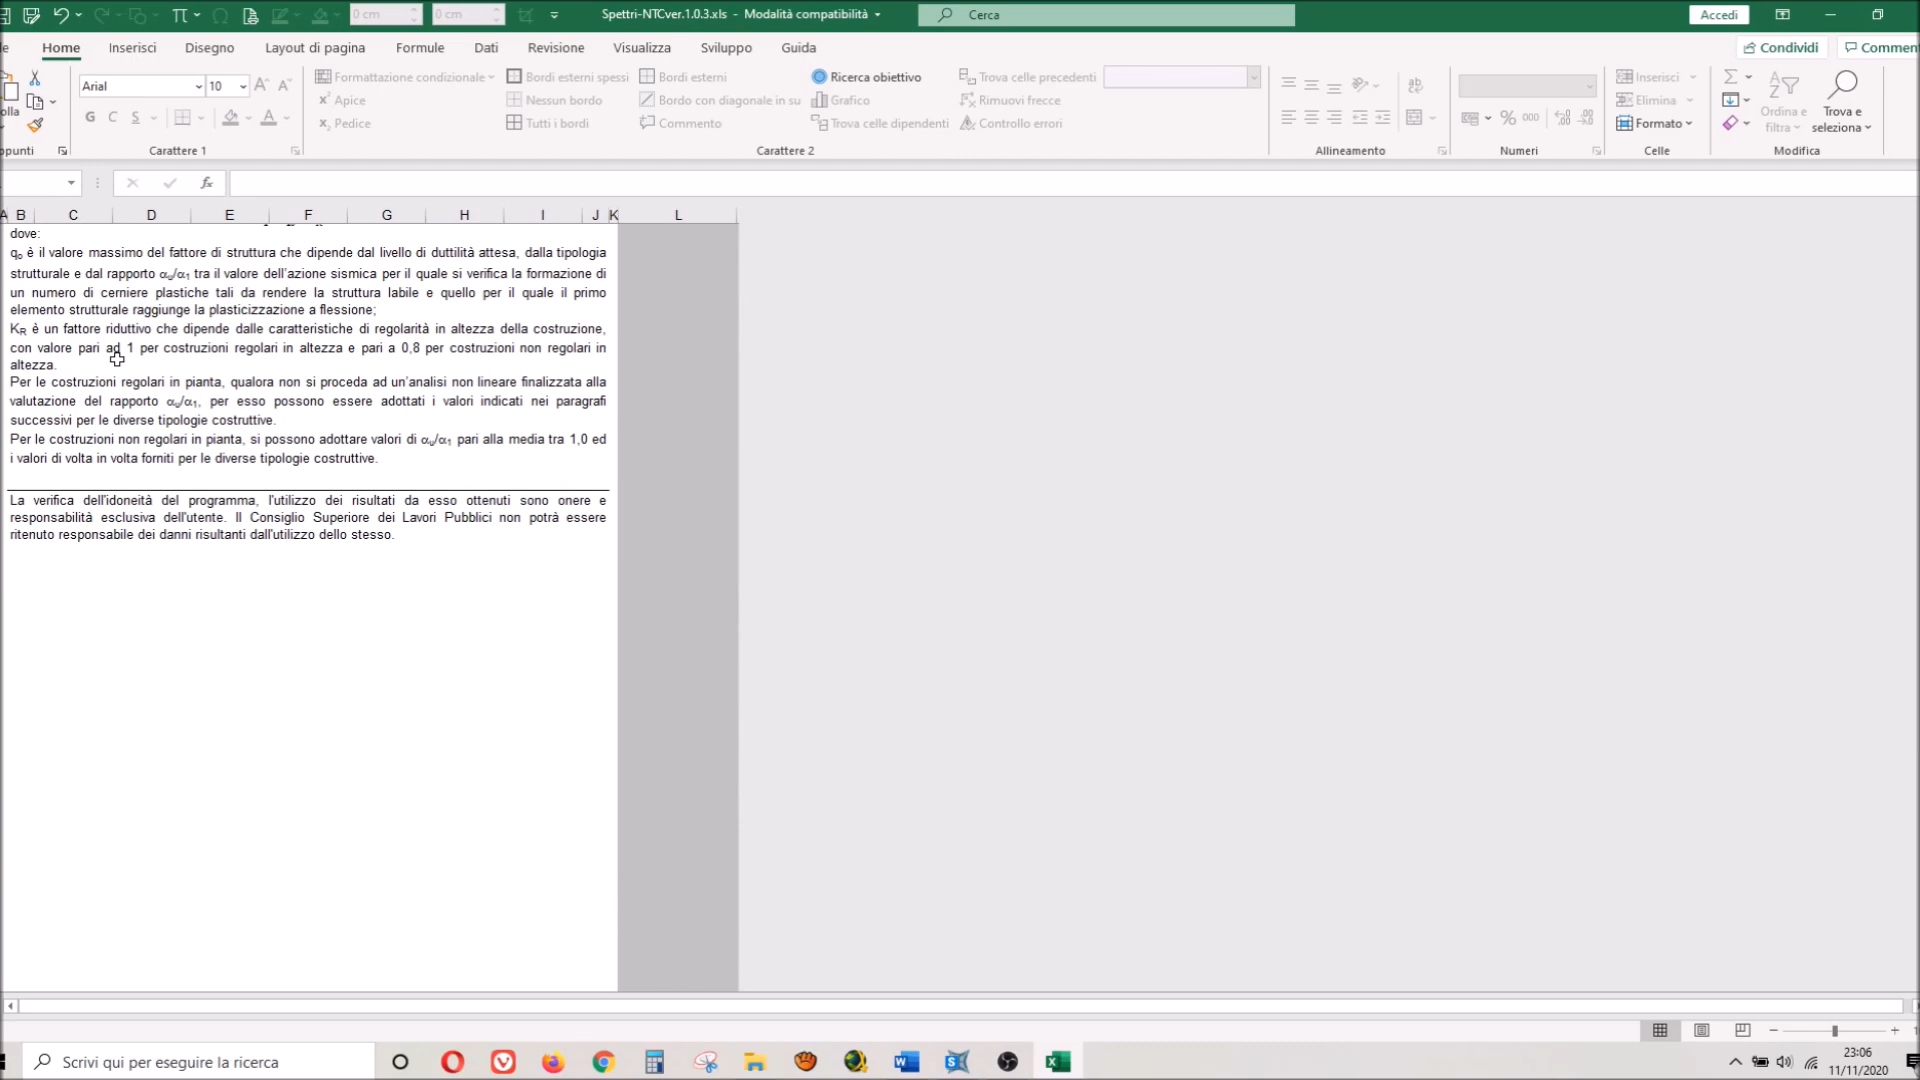 0 cm
0 cm
Spettri-NTCver.1.0.3.xls - Modalità compatibilità
Cerca
Accedi
Home Inserisci Disegno Layout di pagina Formule Dati Revisione Visualizza Sviluppo Guida
Condividi
Commen
Arial 10
Formattazione condizionale
Bordi esterni spessi
Bordi esterni
Ricerca obiettivo
Trova celle precedenti
Inserisci
x² Apice
Nessun bordo
Bordo con diagonale in su
Grafico
Rimuovi frecce
Elimina
Ordina e
filtra
Trova e
seleziona
G C S A
x₂ Pedice
Tutti i bordi
Commento
Trova celle dipendenti
Controllo errori
% 000
Formato
olla
punti
Carattere 1
Carattere 2
Allineamento
Numeri
Celle
Modifica
fx
A B C D E F G H I J K L
dove:
qo è il valore massimo del fattore di struttura che dipende dal livello di duttilità attesa, dalla tipologia
strutturale e dal rapporto αu/α1 tra il valore dell'azione sismica per il quale si verifica la formazione di
un numero di cerniere plastiche tali da rendere la struttura labile e quello per il quale il primo
elemento strutturale raggiunge la plasticizzazione a flessione;
KR è un fattore riduttivo che dipende dalle caratteristiche di regolarità in altezza della costruzione,
con valore pari ad 1 per costruzioni regolari in altezza e pari a 0,8 per costruzioni non regolari in
altezza.
Per le costruzioni regolari in pianta, qualora non si proceda ad un'analisi non lineare finalizzata alla
valutazione del rapporto αu/α1, per esso possono essere adottati i valori indicati nei paragrafi
successivi per le diverse tipologie costruttive.
Per le costruzioni non regolari in pianta, si possono adottare valori di αu/α1 pari alla media tra 1,0 ed
i valori di volta in volta forniti per le diverse tipologie costruttive.
La verifica dell'idoneità del programma, l'utilizzo dei risultati da esso ottenuti sono onere e
responsabilità esclusiva dell'utente. Il Consiglio Superiore dei Lavori Pubblici non potrà essere
ritenuto responsabile dei danni risultanti dall'utilizzo dello stesso.
Scrivi qui per eseguire la ricerca
23:06
11/11/2020